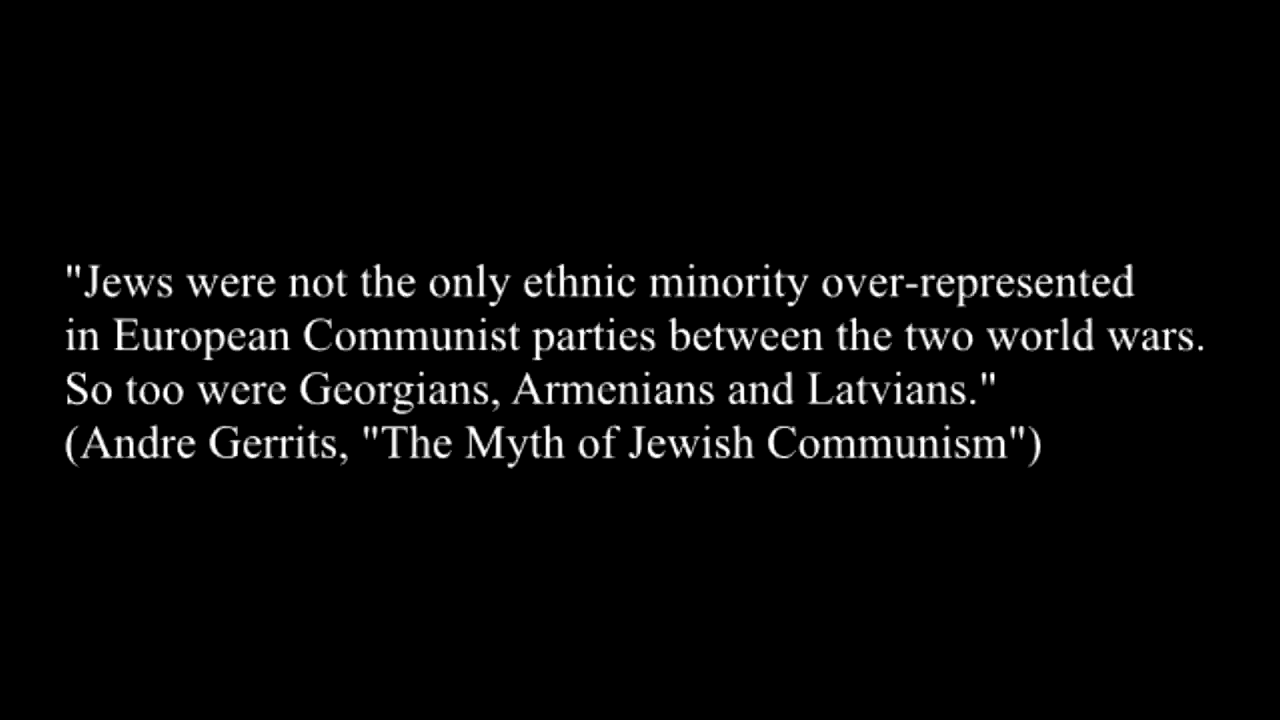 "Jews were not the only ethnic minority over-represented
in European Communist parties between the two world wars.
So too were Georgians, Armenians and Latvians."
(Andre Gerrits, "The Myth of Jewish Communism")